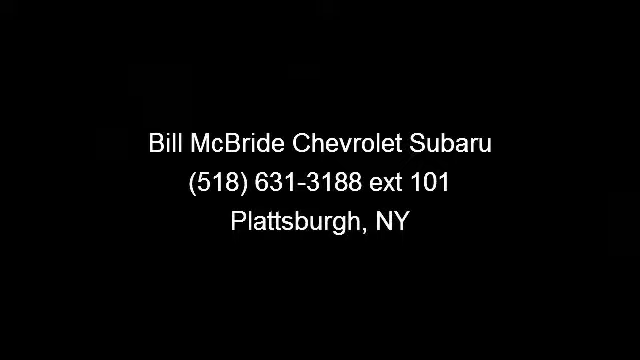 Bill McBride Chevrolet Subaru
(518) 631-3188 ext 101
Plattsburgh, NY